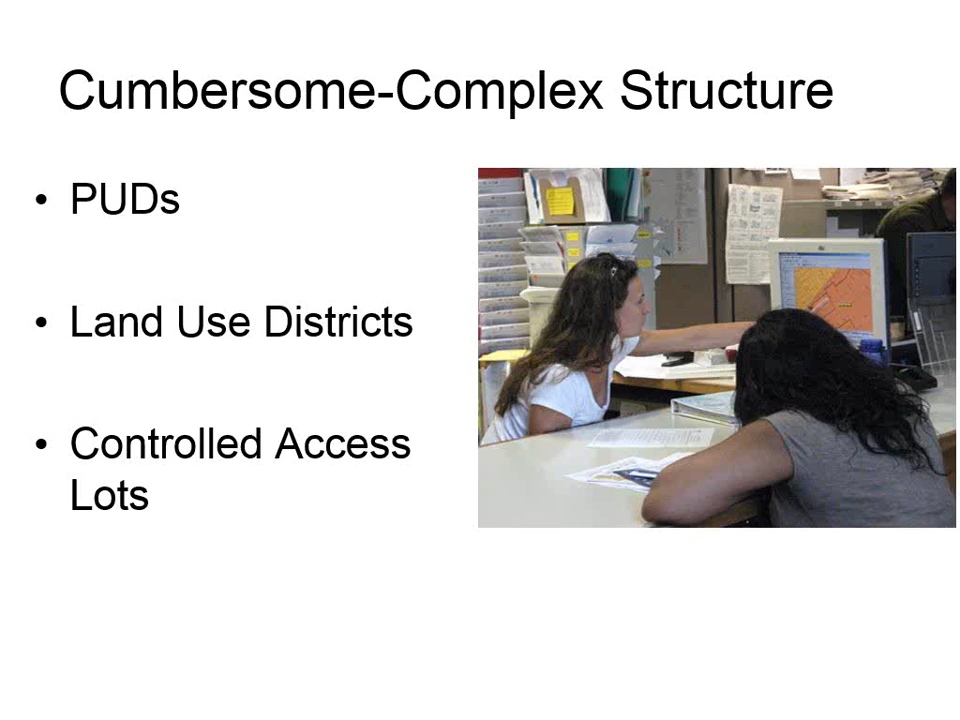 Cumbersome-Complex Structure
• PUDs
• Land Use Districts
• Controlled Access
Lots